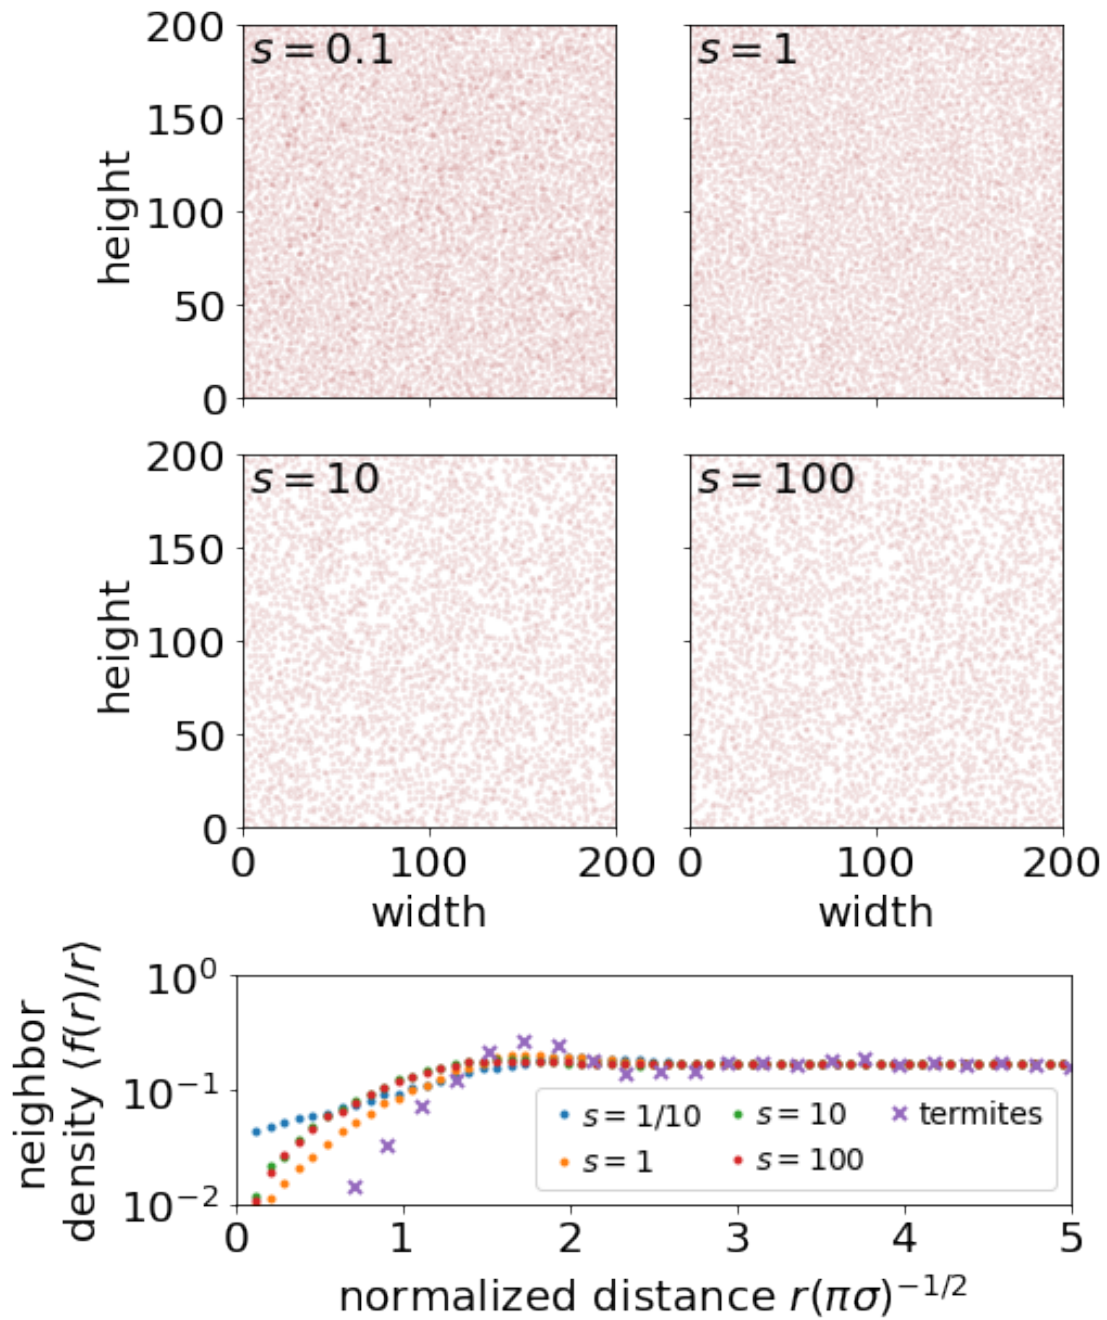 s = 0.1
s = 1
200
150
100
50
0
height
s = 10
s = 100
200
150
100
50
0
height
0 100 200
0 100 200
width width
neighbor
density ⟨f(r)/r⟩
10⁰
10⁻¹
10⁻²
s = 1/10 s = 10 termites
s = 1 s = 100
0 1 2 3 4 5
normalized distance r(πσ)⁻¹ᐟ²